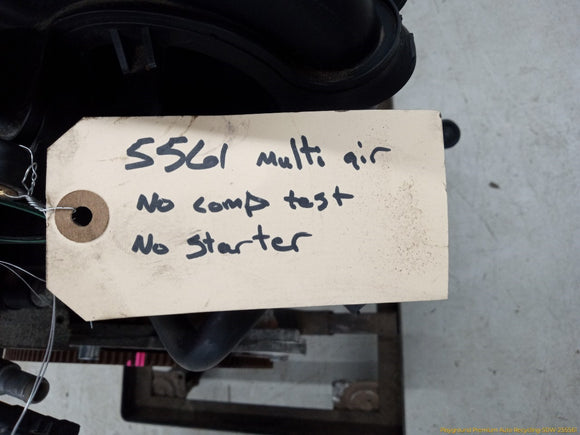 5561 multi air
No comp test
No starter